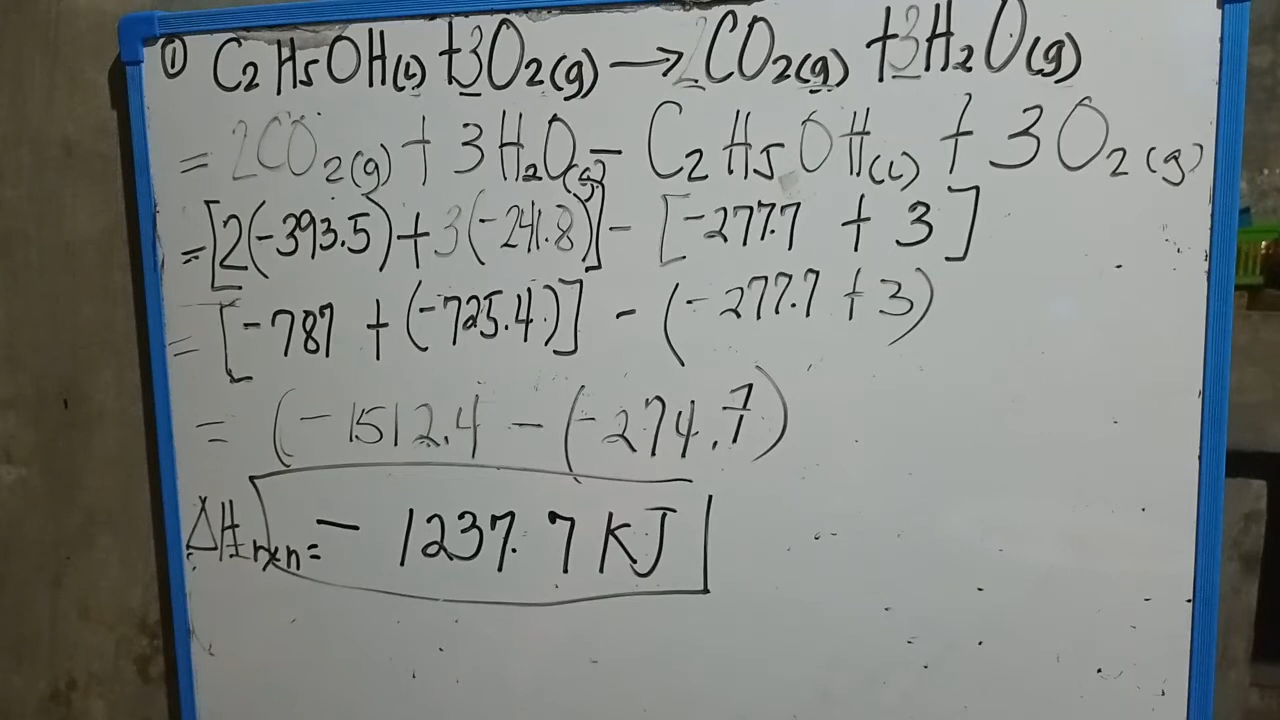 ① C₂H₅OH(l) + 3O₂(g) → 2CO₂(g) + 3H₂O(g)
= 2CO₂(g) + 3H₂O(g) - C₂H₅OH(l) + 3O₂(g)
= [2(-393.5) + 3(-241.8)] - [-277.7 + 3]
= [-787 + (-725.4)] - (-277.7 + 3)
= (-1512.4 - (-274.7)
ΔHrxn = - 1237.7 KJ